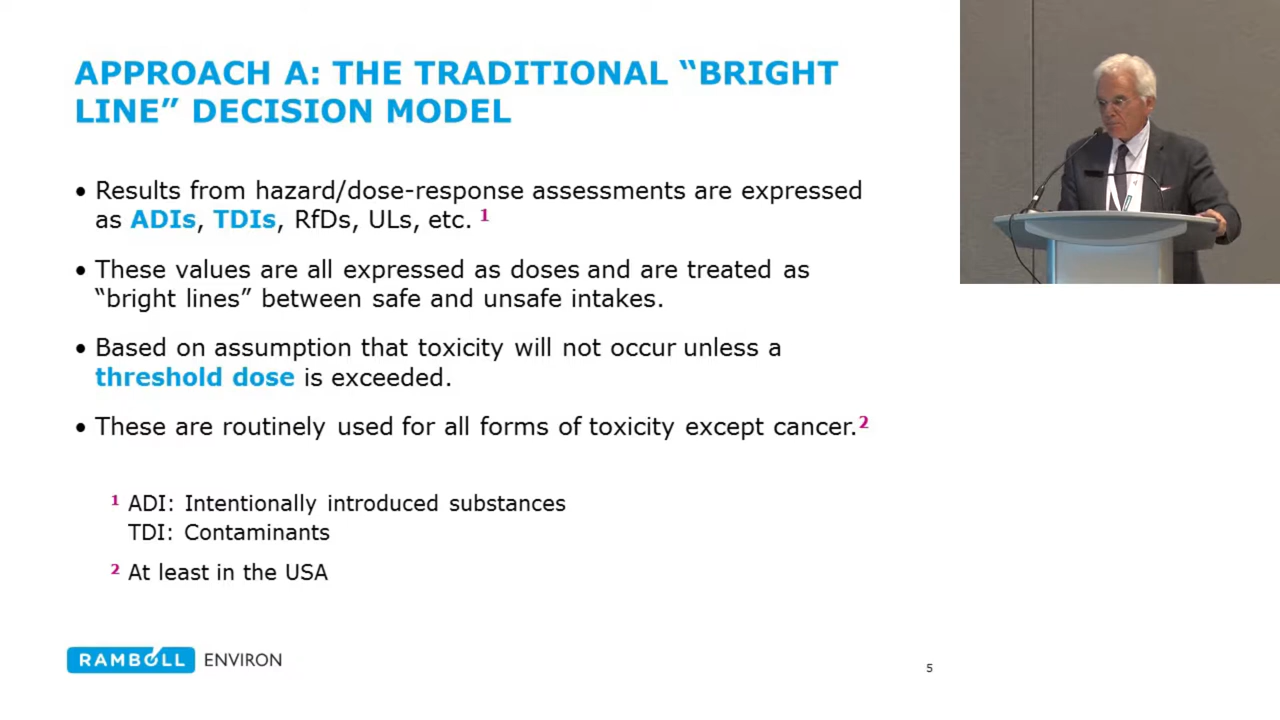 APPROACH A: THE TRADITIONAL “BRIGHT
LINE” DECISION MODEL
• Results from hazard/dose-response assessments are expressed
as ADIs, TDIs, RfDs, ULs, etc. 1
• These values are all expressed as doses and are treated as
“bright lines” between safe and unsafe intakes.
• Based on assumption that toxicity will not occur unless a
threshold dose is exceeded.
• These are routinely used for all forms of toxicity except cancer.2
1 ADI: Intentionally introduced substances
TDI: Contaminants
2 At least in the USA
RAMBOLL ENVIRON
5